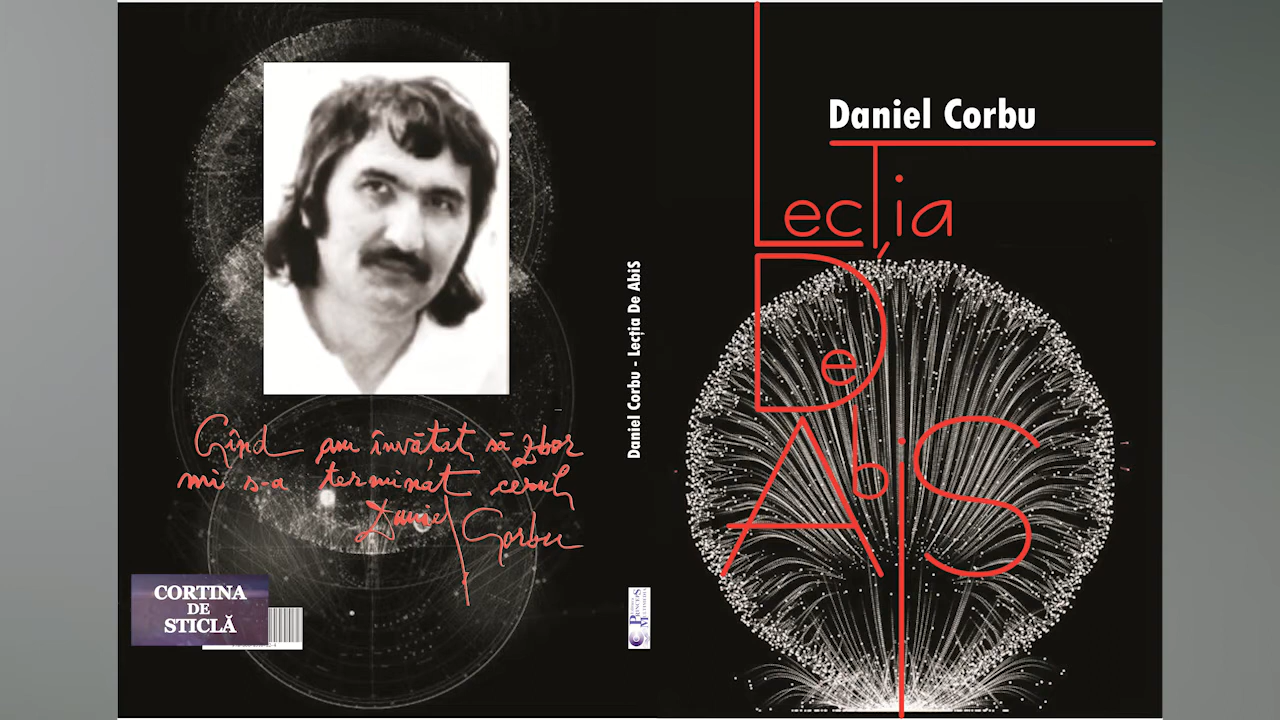 Cînd am învățat să zbor
mi s-a terminat cerul
Daniel Corbu
CORTINA
DE
STICLĂ
Daniel Corbu - Lecția De AbiS
Daniel Corbu
Lecția
De
AbiS